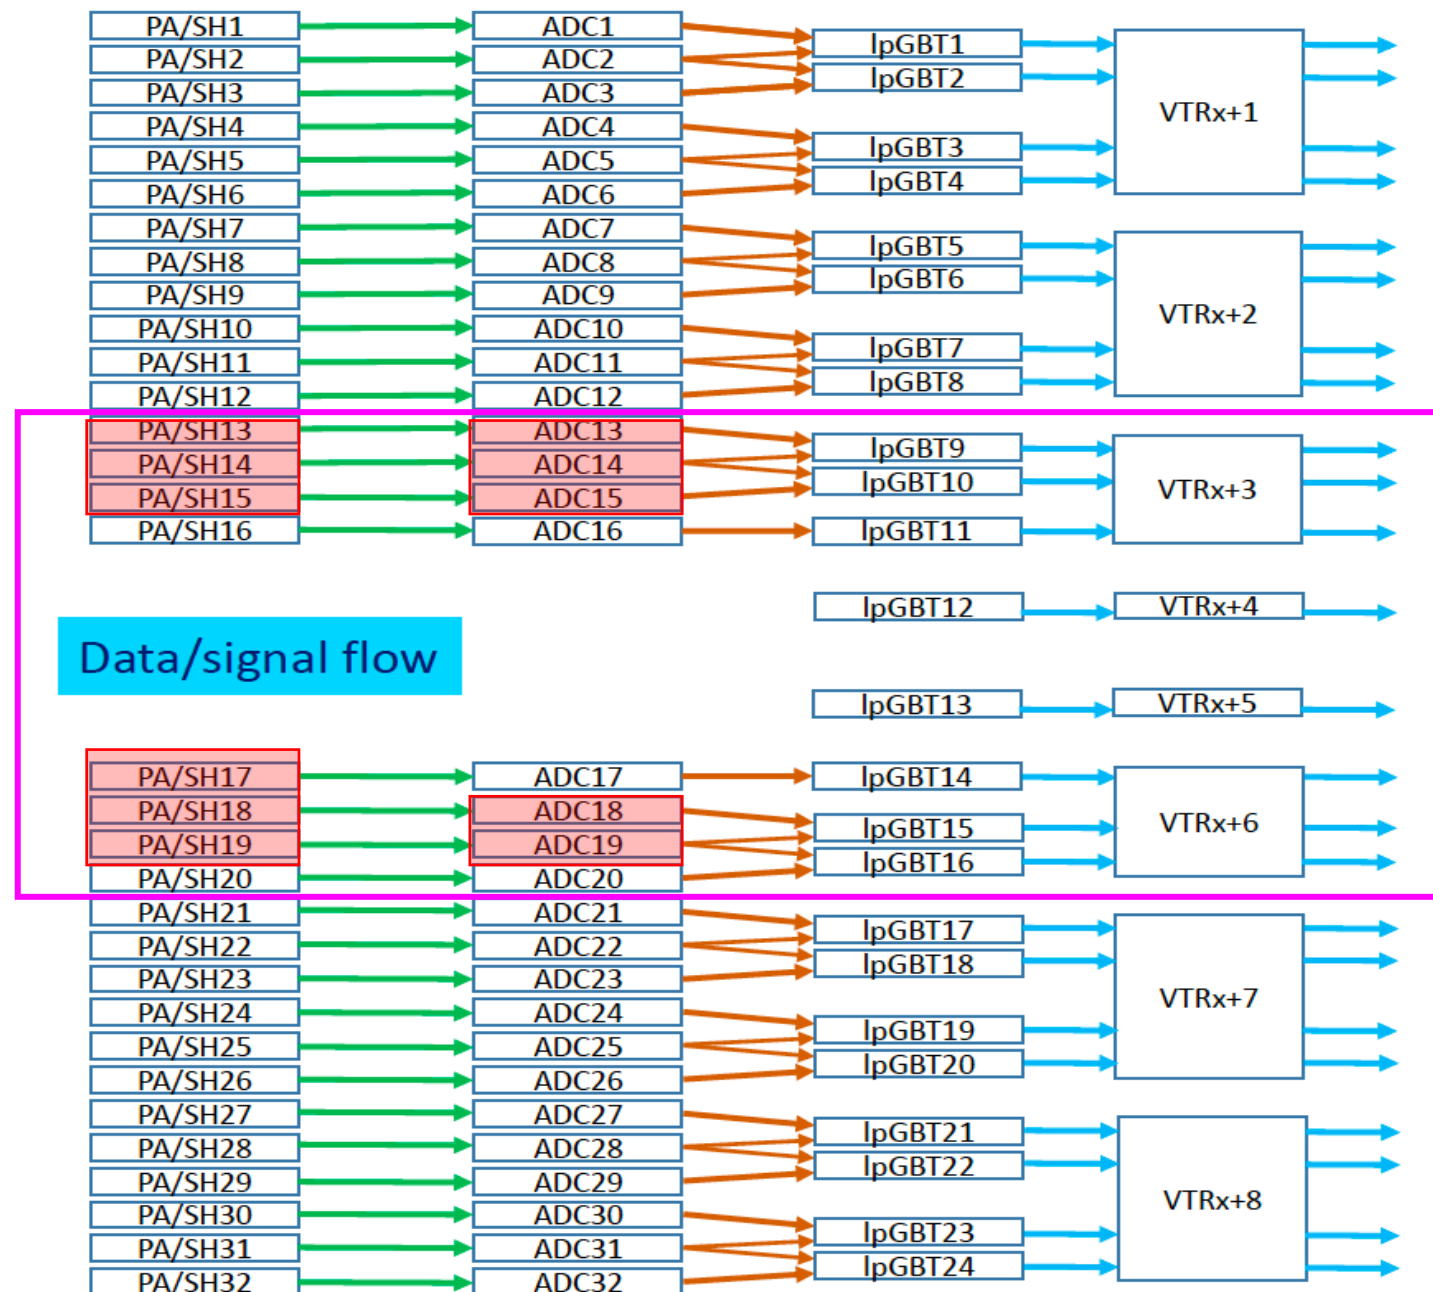 PA/SH1 ADC1
lpGBT1
PA/SH2 ADC2
lpGBT2
PA/SH3 ADC3
VTRx+1
PA/SH4 ADC4
lpGBT3
PA/SH5 ADC5
lpGBT4
PA/SH6 ADC6
PA/SH7 ADC7
lpGBT5
PA/SH8 ADC8
lpGBT6
PA/SH9 ADC9
VTRx+2
PA/SH10 ADC10
lpGBT7
PA/SH11 ADC11
lpGBT8
PA/SH12 ADC12
PA/SH13 ADC13
lpGBT9
PA/SH14 ADC14
lpGBT10
VTRx+3
PA/SH15 ADC15
PA/SH16 ADC16 lpGBT11
lpGBT12 VTRx+4
Data/signal flow
lpGBT13 VTRx+5
PA/SH17 ADC17 lpGBT14
PA/SH18 ADC18
VTRx+6
lpGBT15
PA/SH19 ADC19
lpGBT16
PA/SH20 ADC20
PA/SH21 ADC21
lpGBT17
PA/SH22 ADC22
lpGBT18
PA/SH23 ADC23
VTRx+7
PA/SH24 ADC24
lpGBT19
PA/SH25 ADC25
lpGBT20
PA/SH26 ADC26
PA/SH27 ADC27
lpGBT21
PA/SH28 ADC28
lpGBT22
PA/SH29 ADC29
VTRx+8
PA/SH30 ADC30
lpGBT23
PA/SH31 ADC31
lpGBT24
PA/SH32 ADC32